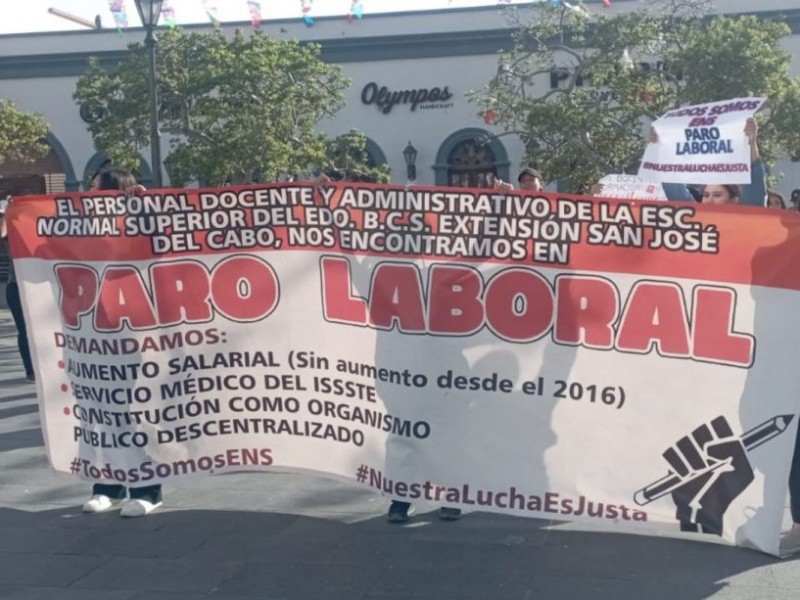 Olympos
HANDCRAFT
TODOS SOMOS
ENS
PARO
LABORAL
#NUESTRALUCHAESJUSTA
EL PERSONAL DOCENTE Y ADMINISTRATIVO DE LA ESC.
NORMAL SUPERIOR DEL EDO. B.C.S. EXTENSIÓN SAN JOSÉ
DEL CABO, NOS ENCONTRAMOS EN
PARO LABORAL
DEMANDAMOS:
• AUMENTO SALARIAL (Sin aumento desde el 2016)
• SERVICIO MÉDICO DEL ISSSTE
• CONSTITUCIÓN COMO ORGANISMO
PÚBLICO DESCENTRALIZADO
#TodosSomosENS
#NuestraLuchaEsJusta